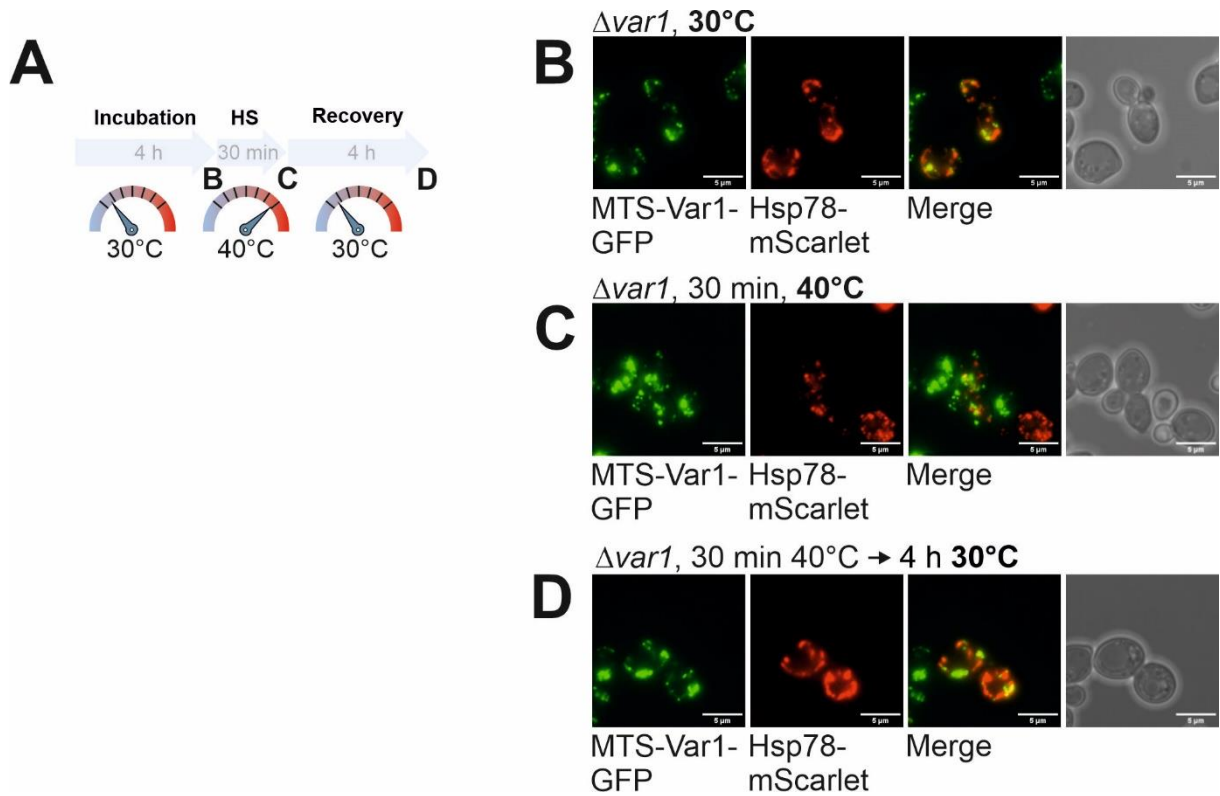 A
Incubation HS Recovery
4 h 30 min 4 h
B C D
30°C 40°C 30°C
Δvar1, 30°C
B
5 µm 5 µm 5 µm 5 µm
MTS-Var1- Hsp78- Merge
GFP mScarlet
Δvar1, 30 min, 40°C
C
5 µm 5 µm 5 µm 5 µm
MTS-Var1- Hsp78- Merge
GFP mScarlet
Δvar1, 30 min 40°C → 4 h 30°C
D
5 µm 5 µm 5 µm 5 µm
MTS-Var1- Hsp78- Merge
GFP mScarlet